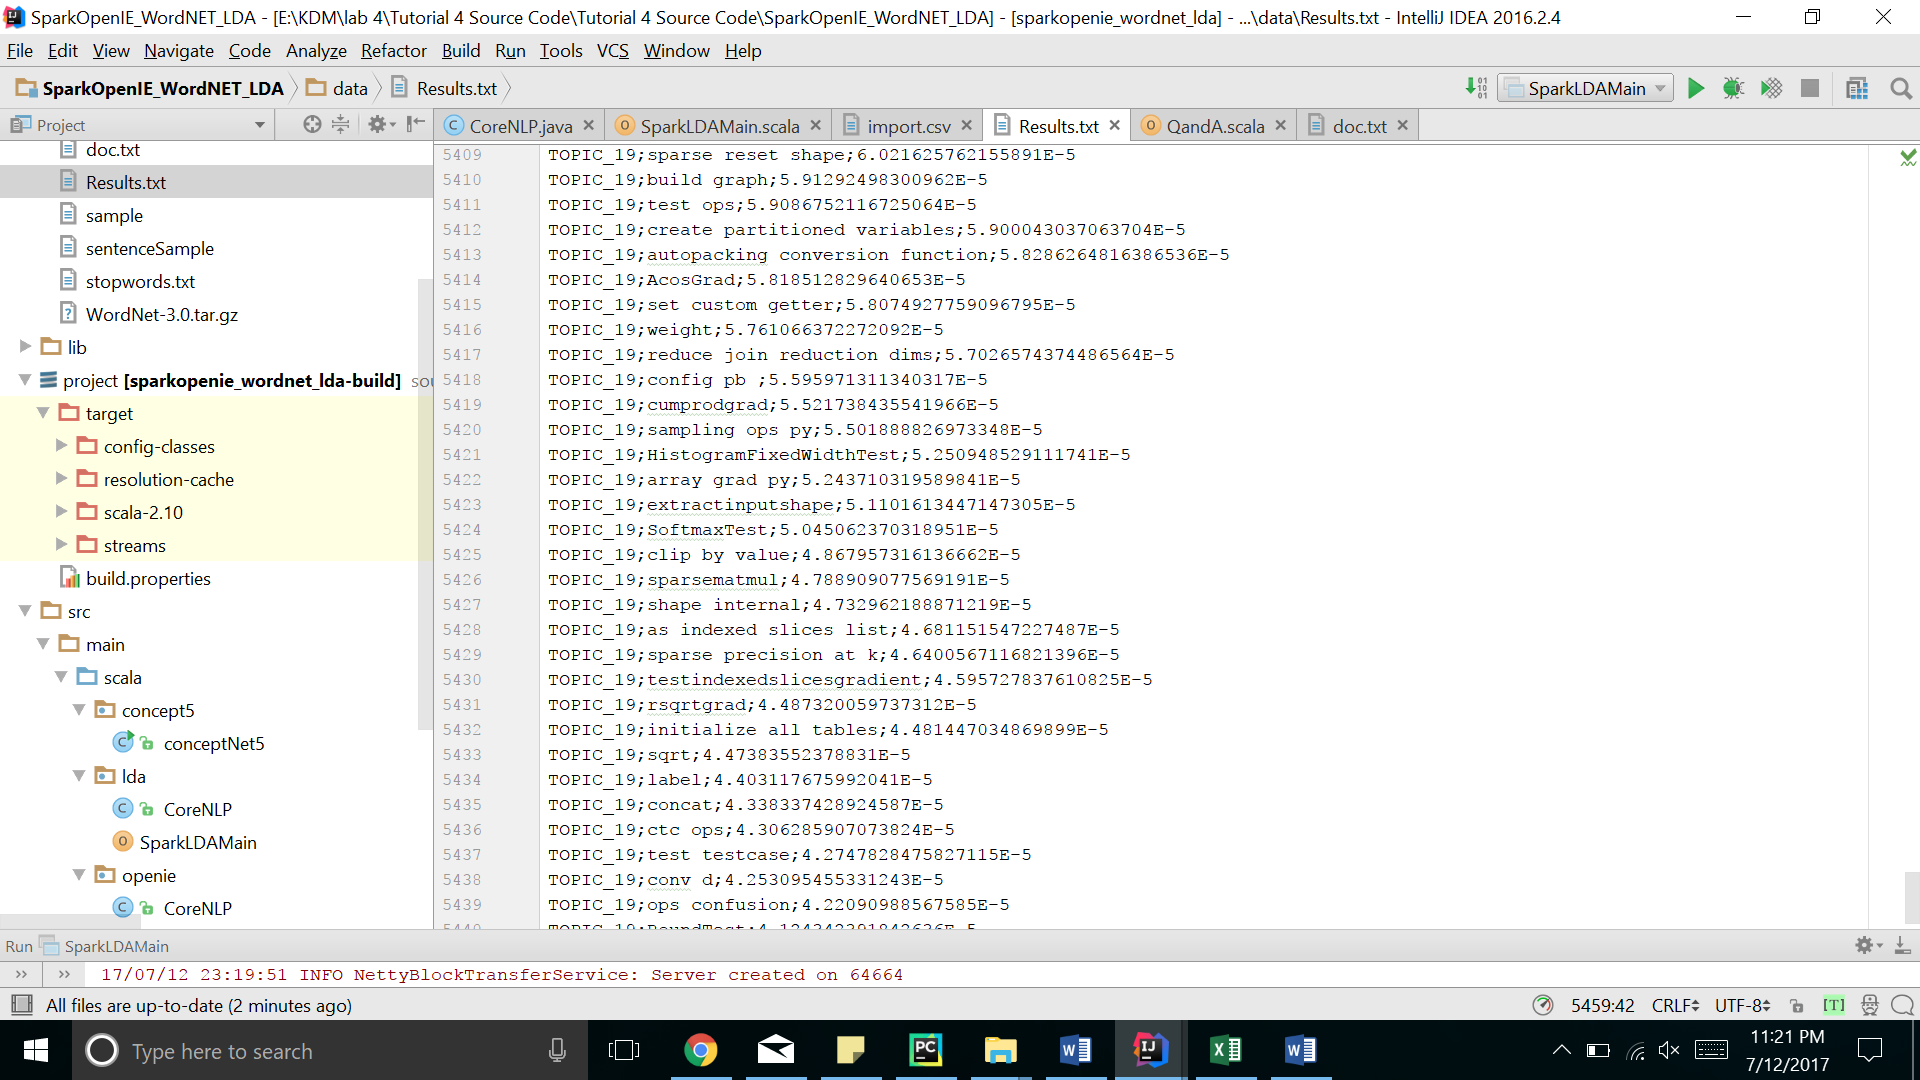 SparkOpenIE_WordNET_LDA - [E:\KDM\lab 4\Tutorial 4 Source Code\Tutorial 4 Source Code\SparkOpenIE_WordNET_LDA] - [sparkopenie_wordnet_lda] - ...\data\Results.txt - IntelliJ IDEA 2016.2.4
File Edit View Navigate Code Analyze Refactor Build Run Tools VCS Window Help
SparkOpenIE_WordNET_LDA data Results.txt SparkLDAMain
Project
CoreNLP.java SparkLDAMain.scala import.csv Results.txt QandA.scala doc.txt
doc.txt
Results.txt
sample
sentenceSample
stopwords.txt
WordNet-3.0.tar.gz
lib
project [sparkopenie_wordnet_lda-build] sou
target
config-classes
resolution-cache
scala-2.10
streams
build.properties
src
main
scala
concept5
conceptNet5
lda
CoreNLP
SparkLDAMain
openie
CoreNLP
5409 TOPIC_19;sparse reset shape;6.021625762155891E-5
5410 TOPIC_19;build graph;5.91292498300962E-5
5411 TOPIC_19;test ops;5.9086752116725064E-5
5412 TOPIC_19;create partitioned variables;5.900043037063704E-5
5413 TOPIC_19;autopacking conversion function;5.8286264816386536E-5
5414 TOPIC_19;AcosGrad;5.818512829640653E-5
5415 TOPIC_19;set custom getter;5.8074927759096795E-5
5416 TOPIC_19;weight;5.761066372272092E-5
5417 TOPIC_19;reduce join reduction dims;5.7026574374486564E-5
5418 TOPIC_19;config pb ;5.595971311340317E-5
5419 TOPIC_19;cumprodgrad;5.521738435541966E-5
5420 TOPIC_19;sampling ops py;5.501888826973348E-5
5421 TOPIC_19;HistogramFixedWidthTest;5.250948529111741E-5
5422 TOPIC_19;array grad py;5.243710319589841E-5
5423 TOPIC_19;extractinputshape;5.1101613447147305E-5
5424 TOPIC_19;SoftmaxTest;5.045062370318951E-5
5425 TOPIC_19;clip by value;4.867957316136662E-5
5426 TOPIC_19;sparsematmul;4.788909077569191E-5
5427 TOPIC_19;shape internal;4.732962188871219E-5
5428 TOPIC_19;as indexed slices list;4.681151547227487E-5
5429 TOPIC_19;sparse precision at k;4.6400567116821396E-5
5430 TOPIC_19;testindexedslicesgradient;4.595727837610825E-5
5431 TOPIC_19;rsqrtgrad;4.487320059737312E-5
5432 TOPIC_19;initialize all tables;4.481447034869899E-5
5433 TOPIC_19;sqrt;4.47383552378831E-5
5434 TOPIC_19;label;4.403117675992041E-5
5435 TOPIC_19;concat;4.338337428924587E-5
5436 TOPIC_19;ctc ops;4.306285907073824E-5
5437 TOPIC_19;test testcase;4.2747828475827115E-5
5438 TOPIC_19;conv d;4.253095455331243E-5
5439 TOPIC_19;ops confusion;4.22090988567585E-5
Run SparkLDAMain
17/07/12 23:19:51 INFO NettyBlockTransferService: Server created on 64664
All files are up-to-date (2 minutes ago) 5459:42 CRLF UTF-8 [T]
Type here to search
11:21 PM
7/12/2017